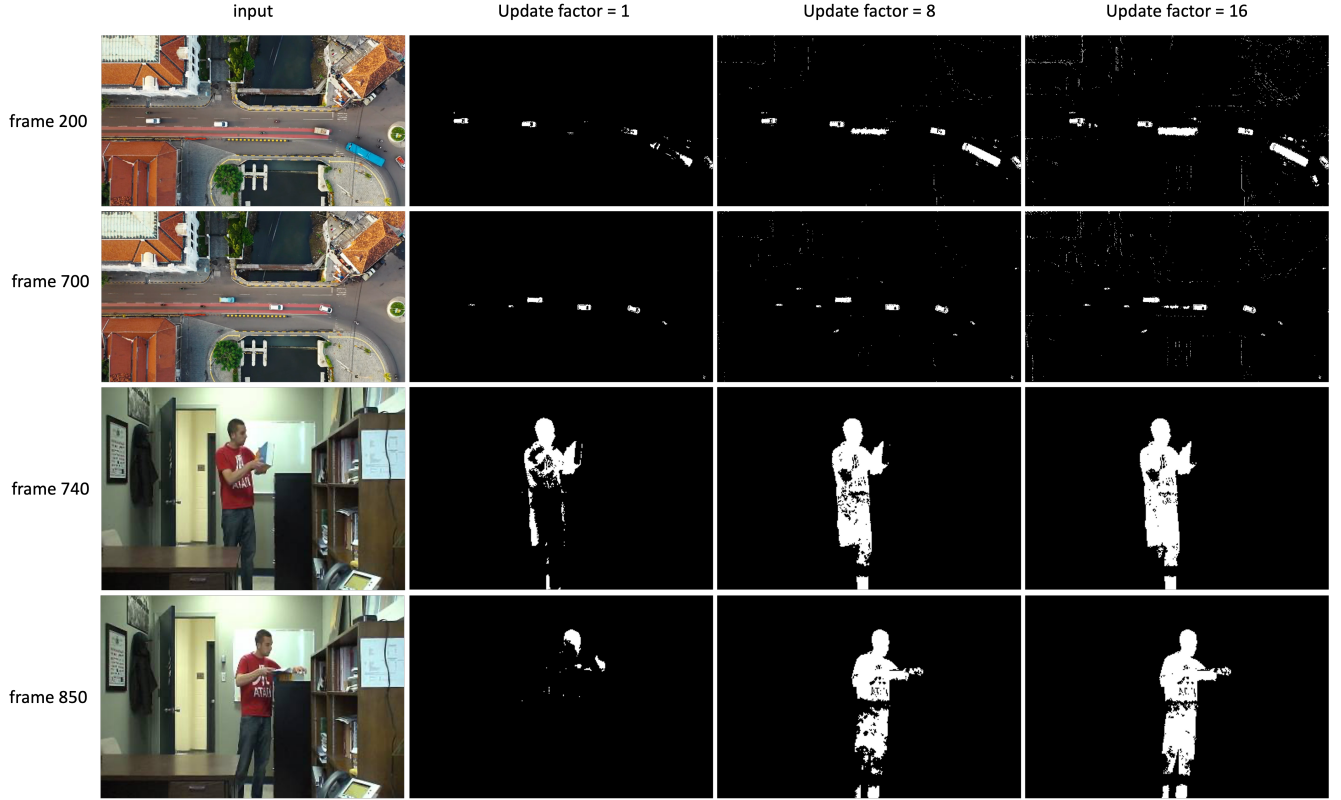 input Update factor = 1 Update factor = 8 Update factor = 16
frame 200
frame 700
frame 740
frame 850